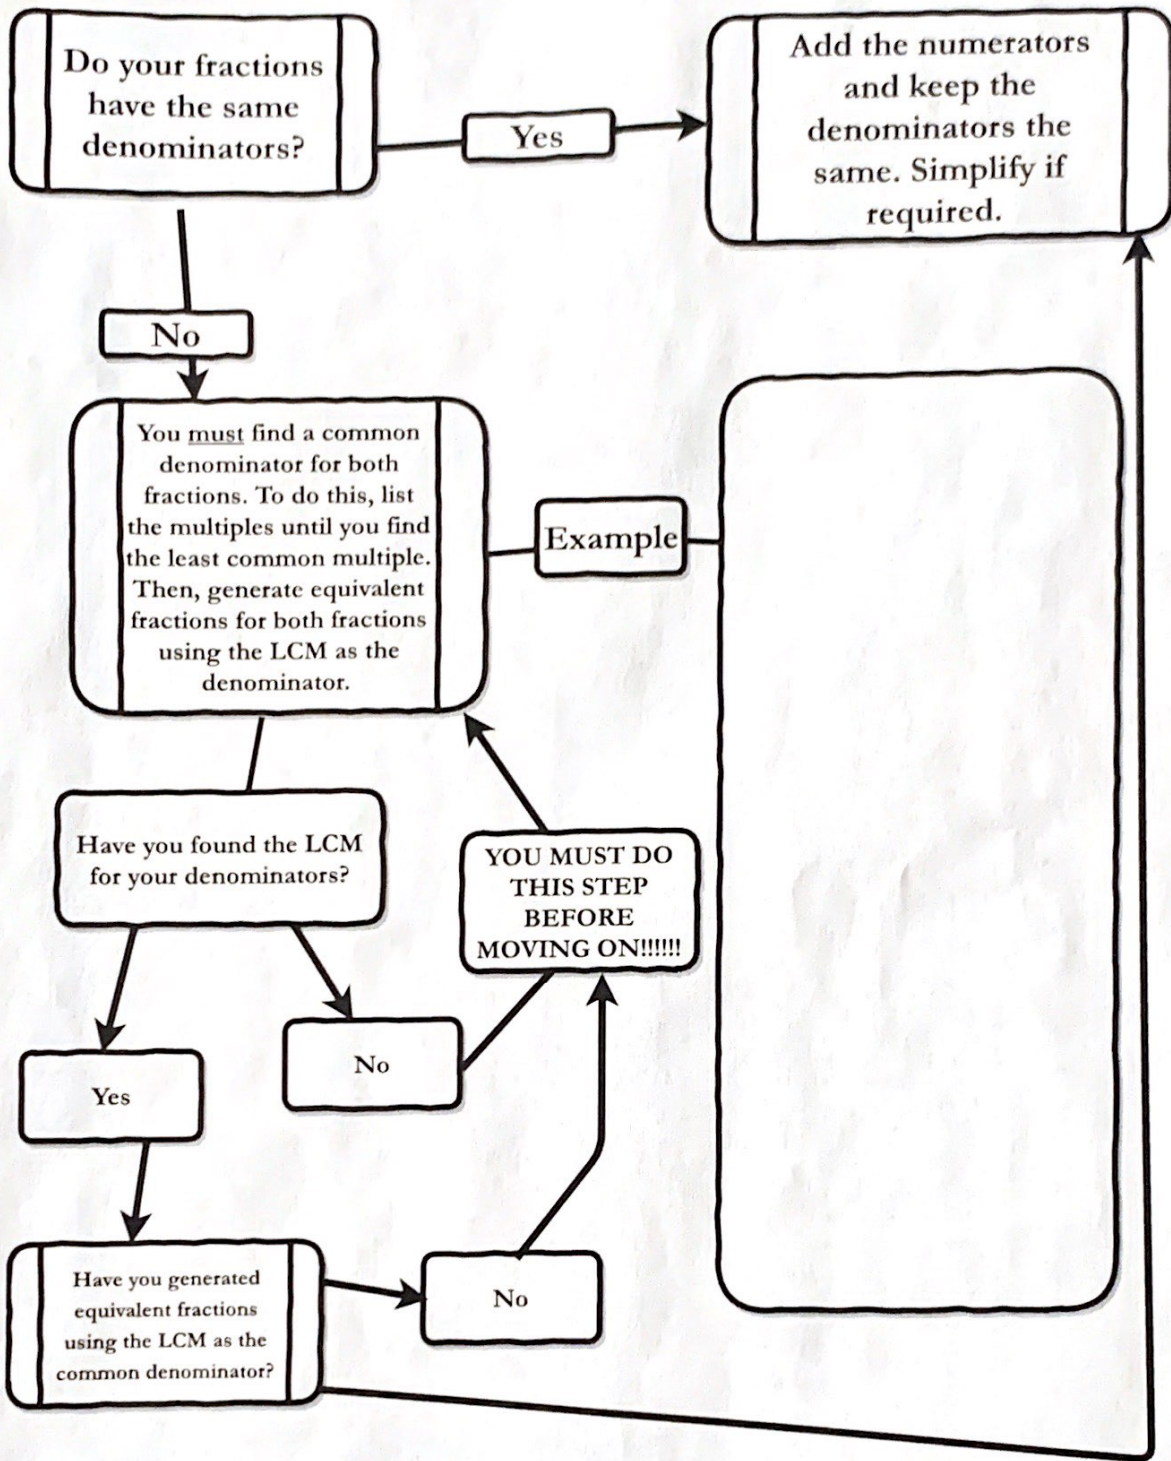 Do your fractions
have the same
denominators?
Yes
Add the numerators
and keep the
denominators the
same. Simplify if
required.
No
You must find a common
denominator for both
fractions. To do this, list
the multiples until you find
the least common multiple.
Then, generate equivalent
fractions for both fractions
using the LCM as the
denominator.
Example
Have you found the LCM
for your denominators?
YOU MUST DO
THIS STEP
BEFORE
MOVING ON!!!!!!
No
Yes
Have you generated
equivalent fractions
using the LCM as the
common denominator?
No